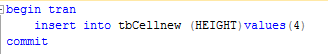 begin tran
insert into tbCellnew (HEIGHT)values(4)
commit